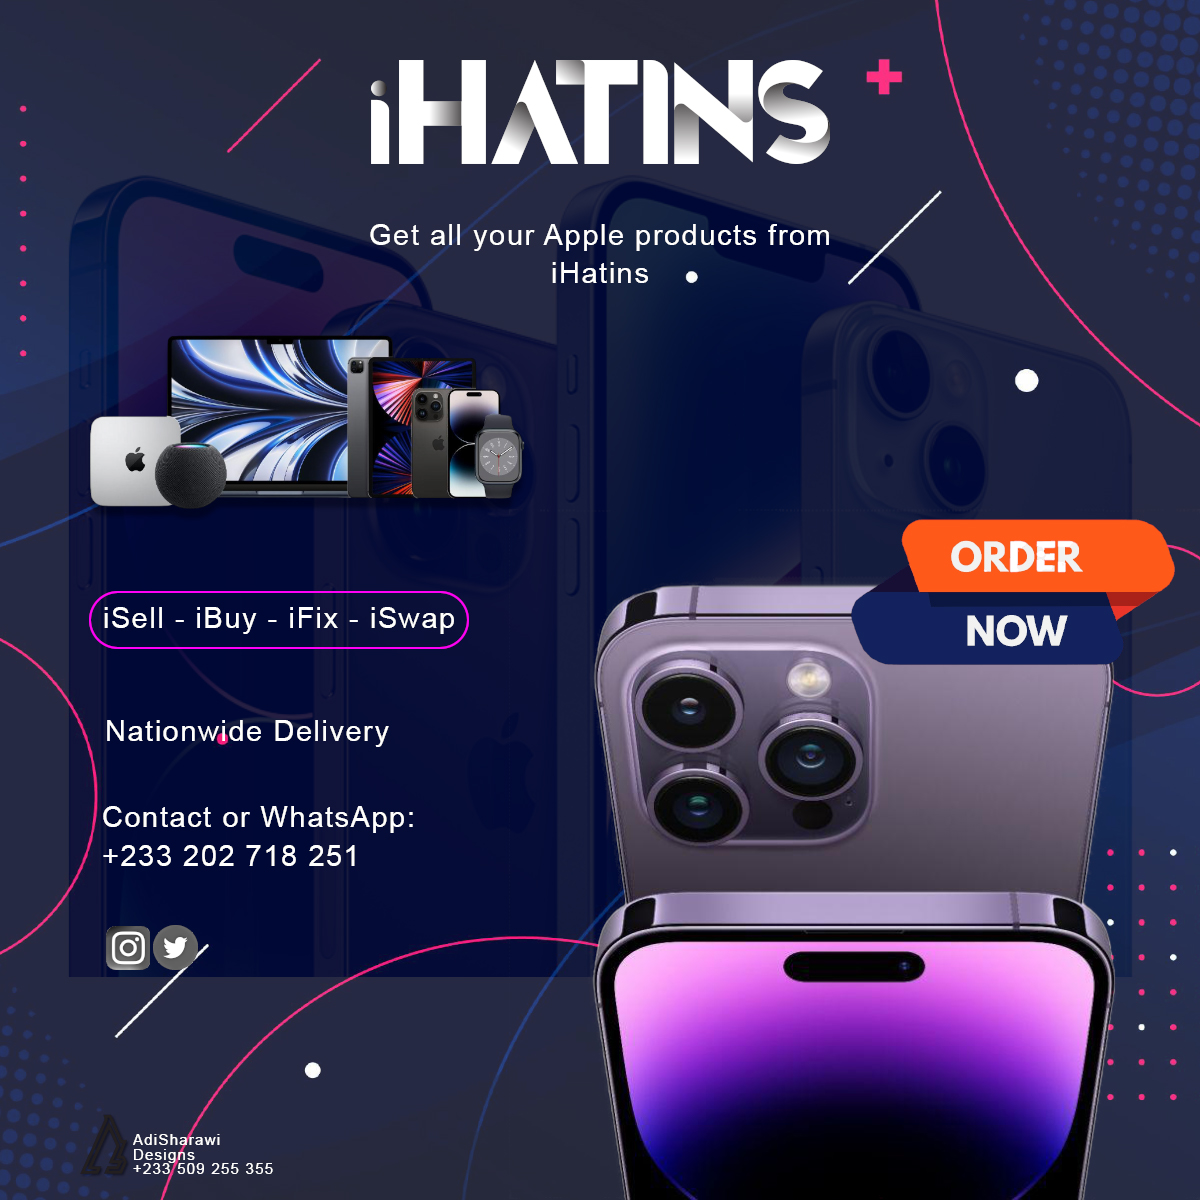 iHATINS
Get all your Apple products from
iHatins
ORDER
NOW
iSell - iBuy - iFix - iSwap
Nationwide Delivery
Contact or WhatsApp:
+233 202 718 251
AdiSharawi
Designs
+233 509 255 355